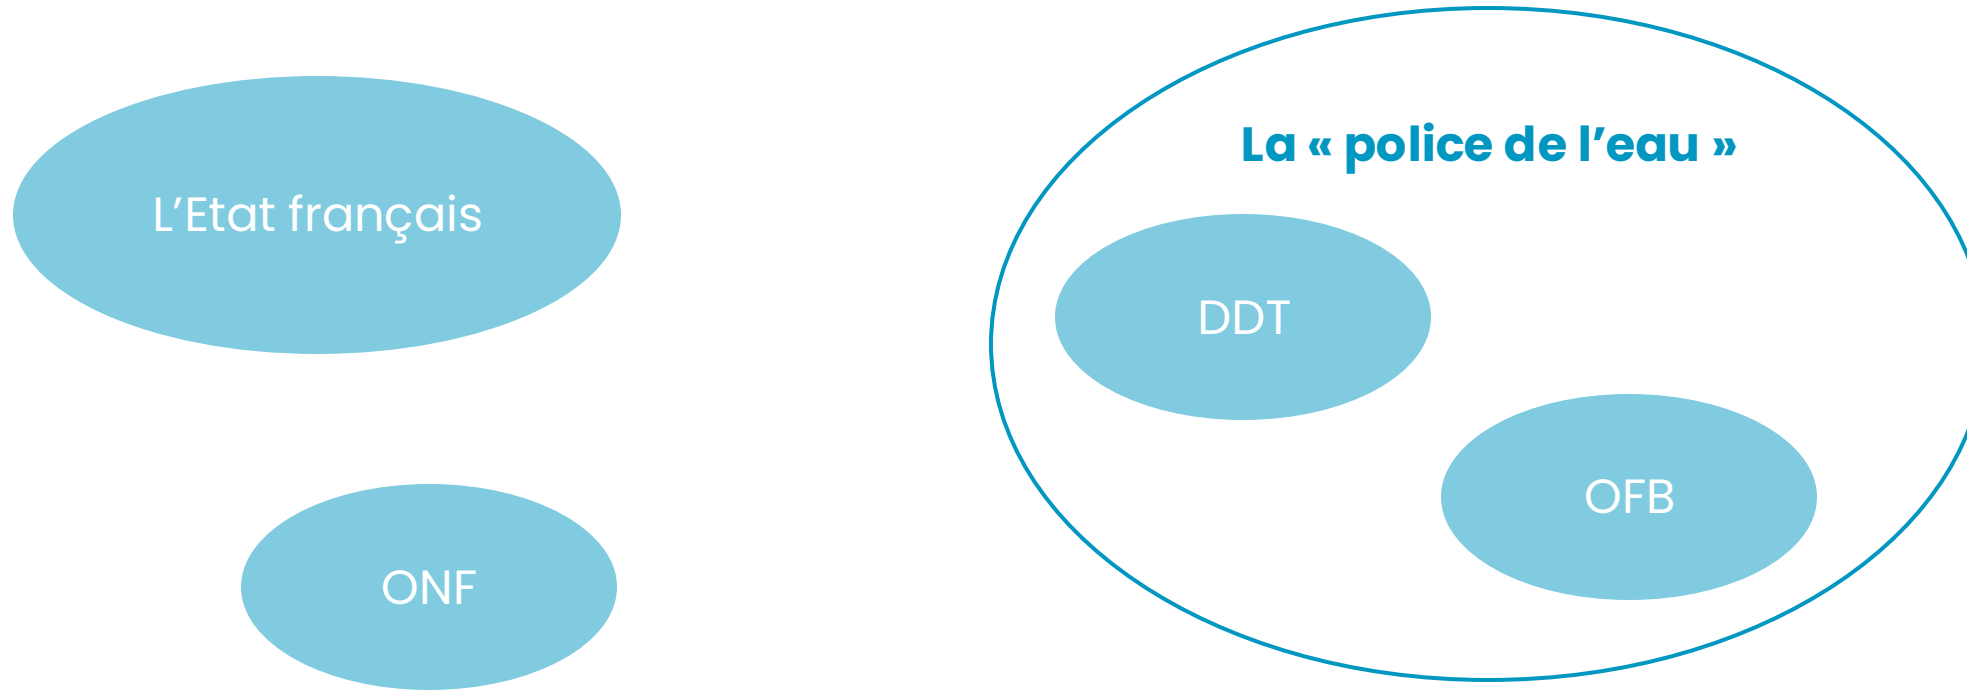 L’Etat français
La « police de l’eau »
DDT
OFB
ONF